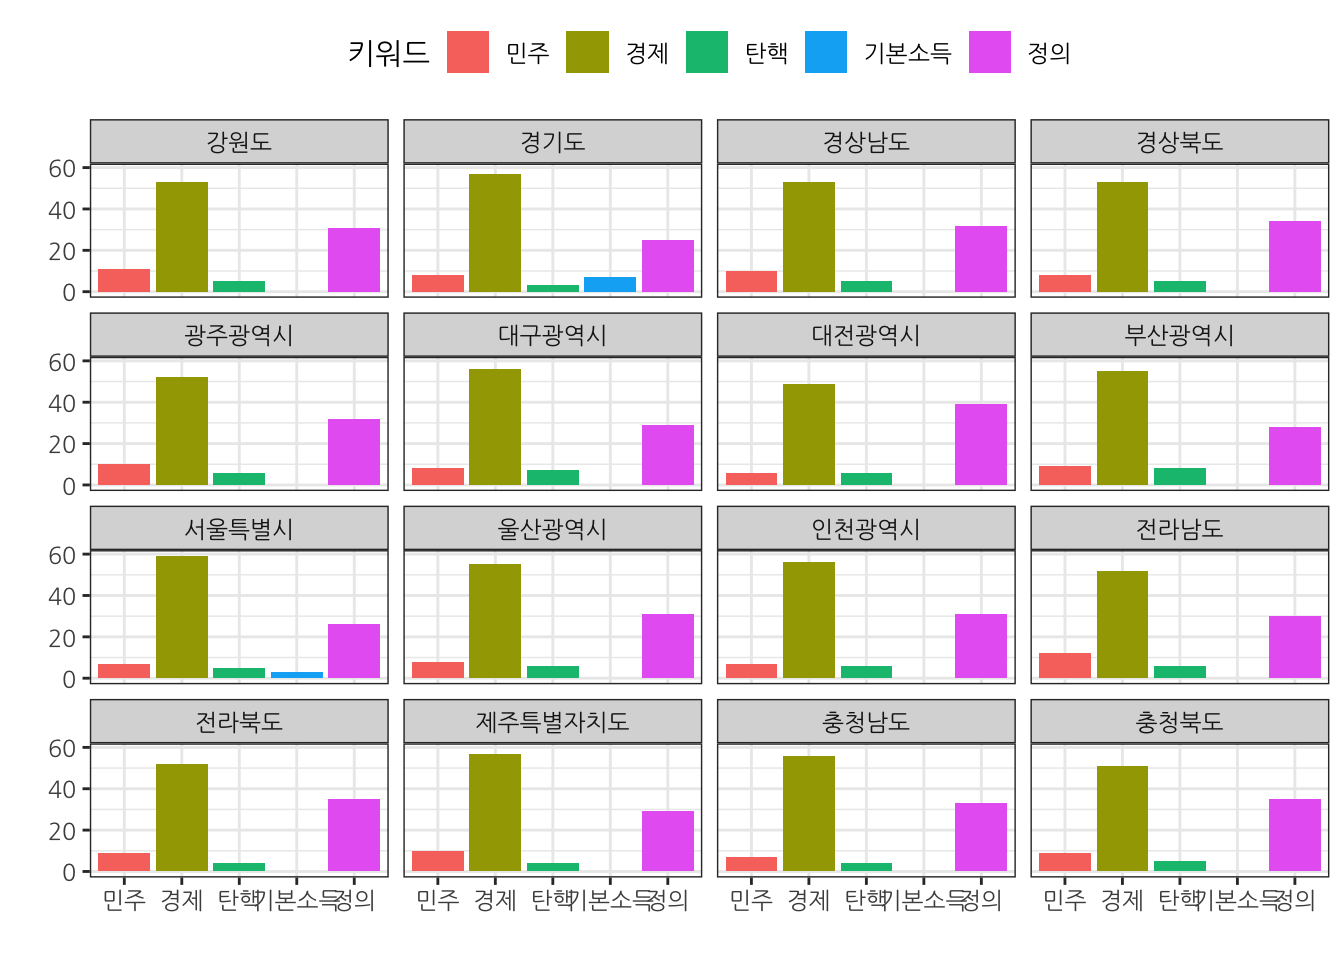 키워드 민주 경제 탄핵 기본소득 정의
강원도 경기도 경상남도 경상북도
60
40
20
0
광주광역시 대구광역시 대전광역시 부산광역시
60
40
20
0
서울특별시 울산광역시 인천광역시 전라남도
60
40
20
0
전라북도 제주특별자치도 충청남도 충청북도
60
40
20
0
민주 경제 탄핵 기본소득 정의 민주 경제 탄핵 기본소득 정의 민주 경제 탄핵 기본소득 정의 민주 경제 탄핵 기본소득 정의